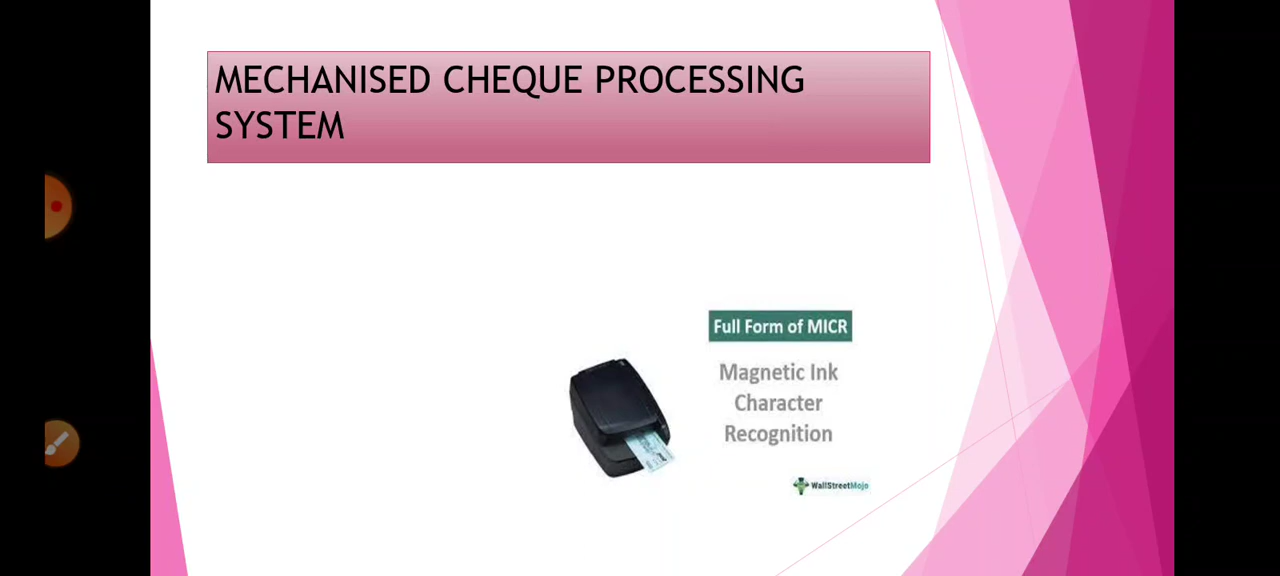 MECHANISED CHEQUE PROCESSING
SYSTEM
Full Form of MICR
Magnetic Ink
Character
Recognition
WallStreetMojo